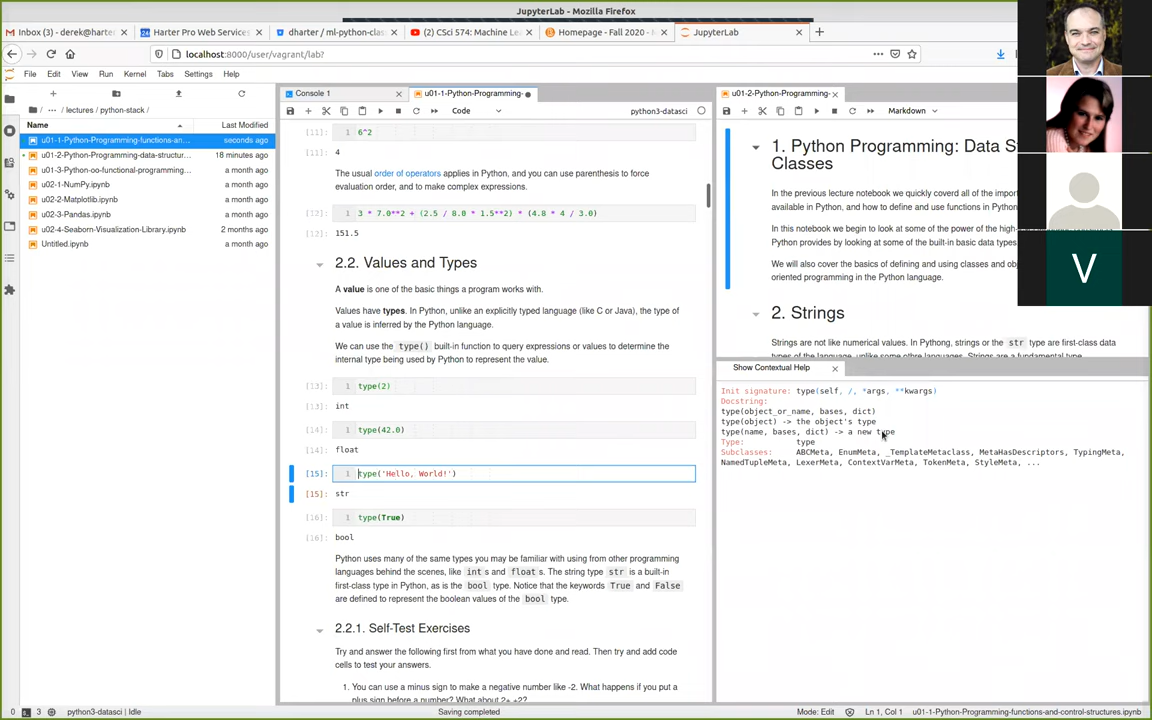 JupyterLab - Mozilla Firefox
Inbox (3) - derek@harter
Harter Pro Web Services
dharter / ml-python-clas
(2) CSci 574: Machine Le
Homepage - Fall 2020 -
JupyterLab
localhost:8000/user/vagrant/lab?
File Edit View Run Kernel Tabs Settings Help
/ ... / lectures / python-stack /
Name Last Modified
u01-1-Python-Programming-functions-an... seconds ago
u01-2-Python-Programming-data-structur... 18 minutes ago
u01-3-Python-oo-functional-programming... a month ago
u02-1-NumPy.ipynb a month ago
u02-2-Matplotlib.ipynb a month ago
u02-3-Pandas.ipynb a month ago
u02-4-Seaborn-Visualization-Library.ipynb 2 months ago
Untitled.ipynb a month ago
Console 1
u01-1-Python-Programming-
Code
python3-datasci
[11]: 1 6^2
[11]: 4
The usual order of operators applies in Python, and you can use parenthesis to force
evaluation order, and to make complex expressions.
[12]: 1 3 * 7.0**2 + (2.5 / 8.0 * 1.5**2) * (4.8 * 4 / 3.0)
[12]: 151.5
2.2. Values and Types
A value is one of the basic things a program works with.
Values have types. In Python, unlike an explicitly typed language (like C or Java), the type of
a value is inferred by the Python language.
We can use the type() built-in function to query expressions or values to determine the
internal type being used by Python to represent the value.
[13]: 1 type(2)
[13]: int
[14]: 1 type(42.0)
[14]: float
[15]: 1 type('Hello, World!')
[15]: str
[16]: 1 type(True)
[16]: bool
Python uses many of the same types you may be familiar with using from other programming
languages behind the scenes, like int s and float s. The string type str is a built-in
first-class type in Python, as is the bool type. Notice that the keywords True and False
are defined to represent the boolean values of the bool type.
2.2.1. Self-Test Exercises
Try and answer the following first from what you have done and read. Then try and add code
cells to test your answers.
1. You can use a minus sign to make a negative number like -2. What happens if you put a
plus sign before a number? What about 2+ +2?
u01-2-Python-Programming-
Markdown
1. Python Programming: Data S
Classes
In the previous lecture notebook we quickly coverd all of the import
available in Python, and how to define and use functions in Python
In this notebook we begin to look at some of the power of the high-
Python provides by looking at some of the built-in basic data types
We will also cover the basics of defining and using classes and obj
oriented programming in the Python language.
2. Strings
Strings are not like numerical values. In Pythong, strings or the str type are first-class data
types of the language, unlike some othre languages. Strings are a fundamental type.
Show Contextual Help
Init signature: type(self, /, *args, **kwargs)
Docstring:
type(object_or_name, bases, dict)
type(object) -> the object's type
type(name, bases, dict) -> a new type
Type: type
Subclasses: ABCMeta, EnumMeta, _TemplateMetaclass, MetaHasDescriptors, TypingMeta,
NamedTupleMeta, LexerMeta, ContextVarMeta, TokenMeta, StyleMeta, ...
V
0 3 python3-datasci | Idle
Saving completed
Mode: Edit Ln 1, Col 1 u01-1-Python-Programming-functions-and-control-structures.ipynb